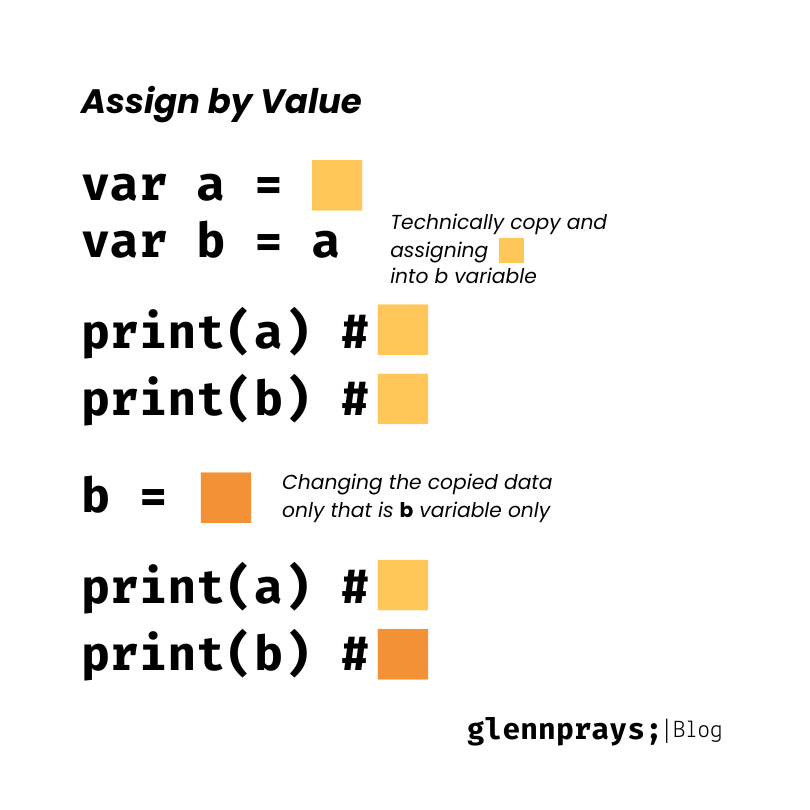 Assign by Value
var a =
var b = a
Technically copy and
assigning
into b variable
print(a) #
print(b) #
b =
Changing the copied data
only that is b variable only
print(a) #
print(b) #
glennprays;|Blog